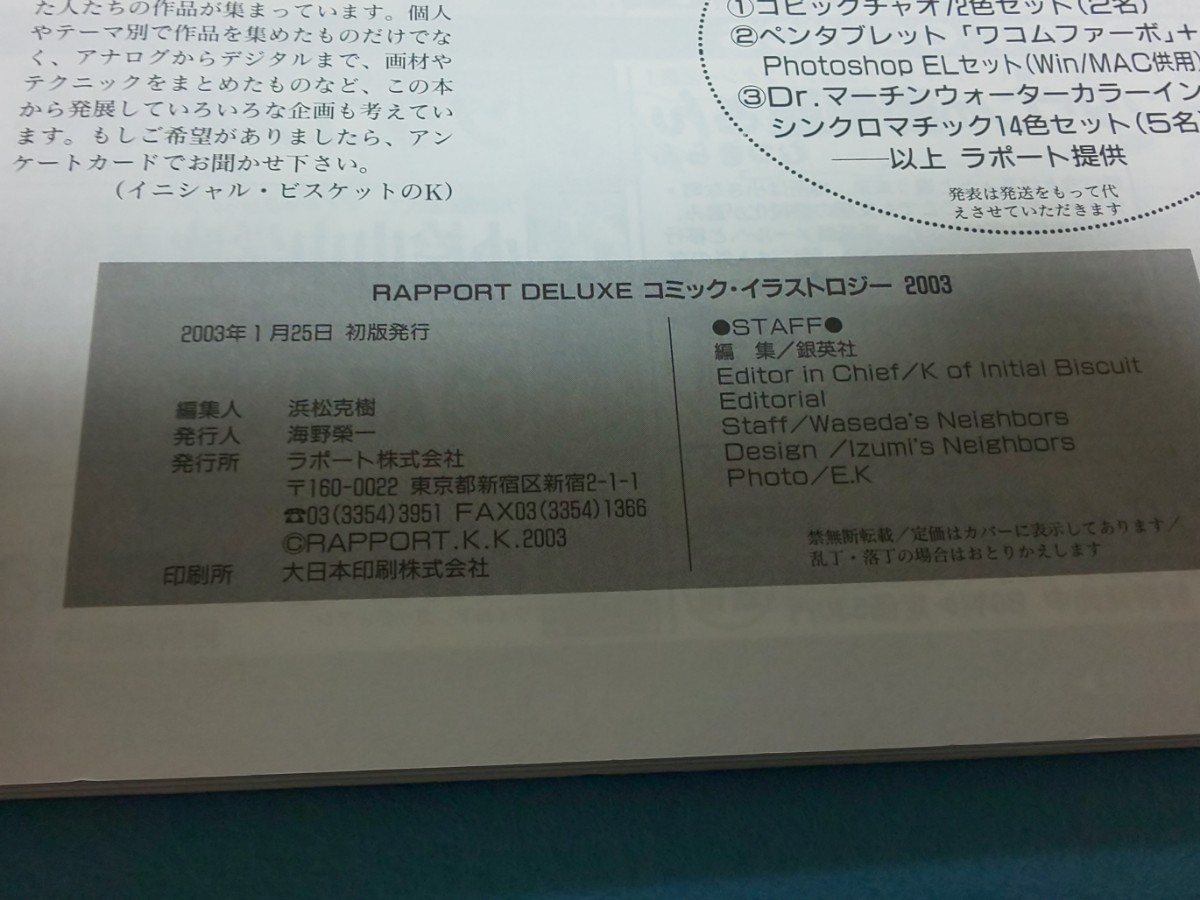 た人たちの作品が集まっています。個人
やテーマ別で作品を集めたものだけでな
く、アナログからデジタルまで、画材や
テクニックをまとめたものなど、この本
から発展していろいろな企画も考えてい
ます。もしご希望がありましたら、アン
ケートカードでお聞かせ下さい。
（イニシャル・ビスケットのK）
①コピックチャオ72色セット（2名）
②ペンタブレット「ワコムファーボ」＋
Photoshop ELセット（Win/MAC供用）
③Dr.マーチンウォーターカラーイン
シンクロマチック14色セット（5名）
――以上 ラポート提供
発表は発送をもって代
えさせていただきます
RAPPORT DELUXE コミック・イラストロジー 2003
2003年1月25日 初版発行
編集人 浜松克樹
発行人 海野榮一
発行所 ラポート株式会社
〒160-0022 東京都新宿区新宿2-1-1
☎03(3354)3951 FAX03(3354)1366
©RAPPORT.K.K.2003
印刷所 大日本印刷株式会社
●STAFF●
編 集／銀英社
Editor in Chief／K of Initial Biscuit
Editorial
Staff／Waseda's Neighbors
Design ／Izumi's Neighbors
Photo／E.K
禁無断転載／定価はカバーに表示してあります／
乱丁・落丁の場合はおとりかえします